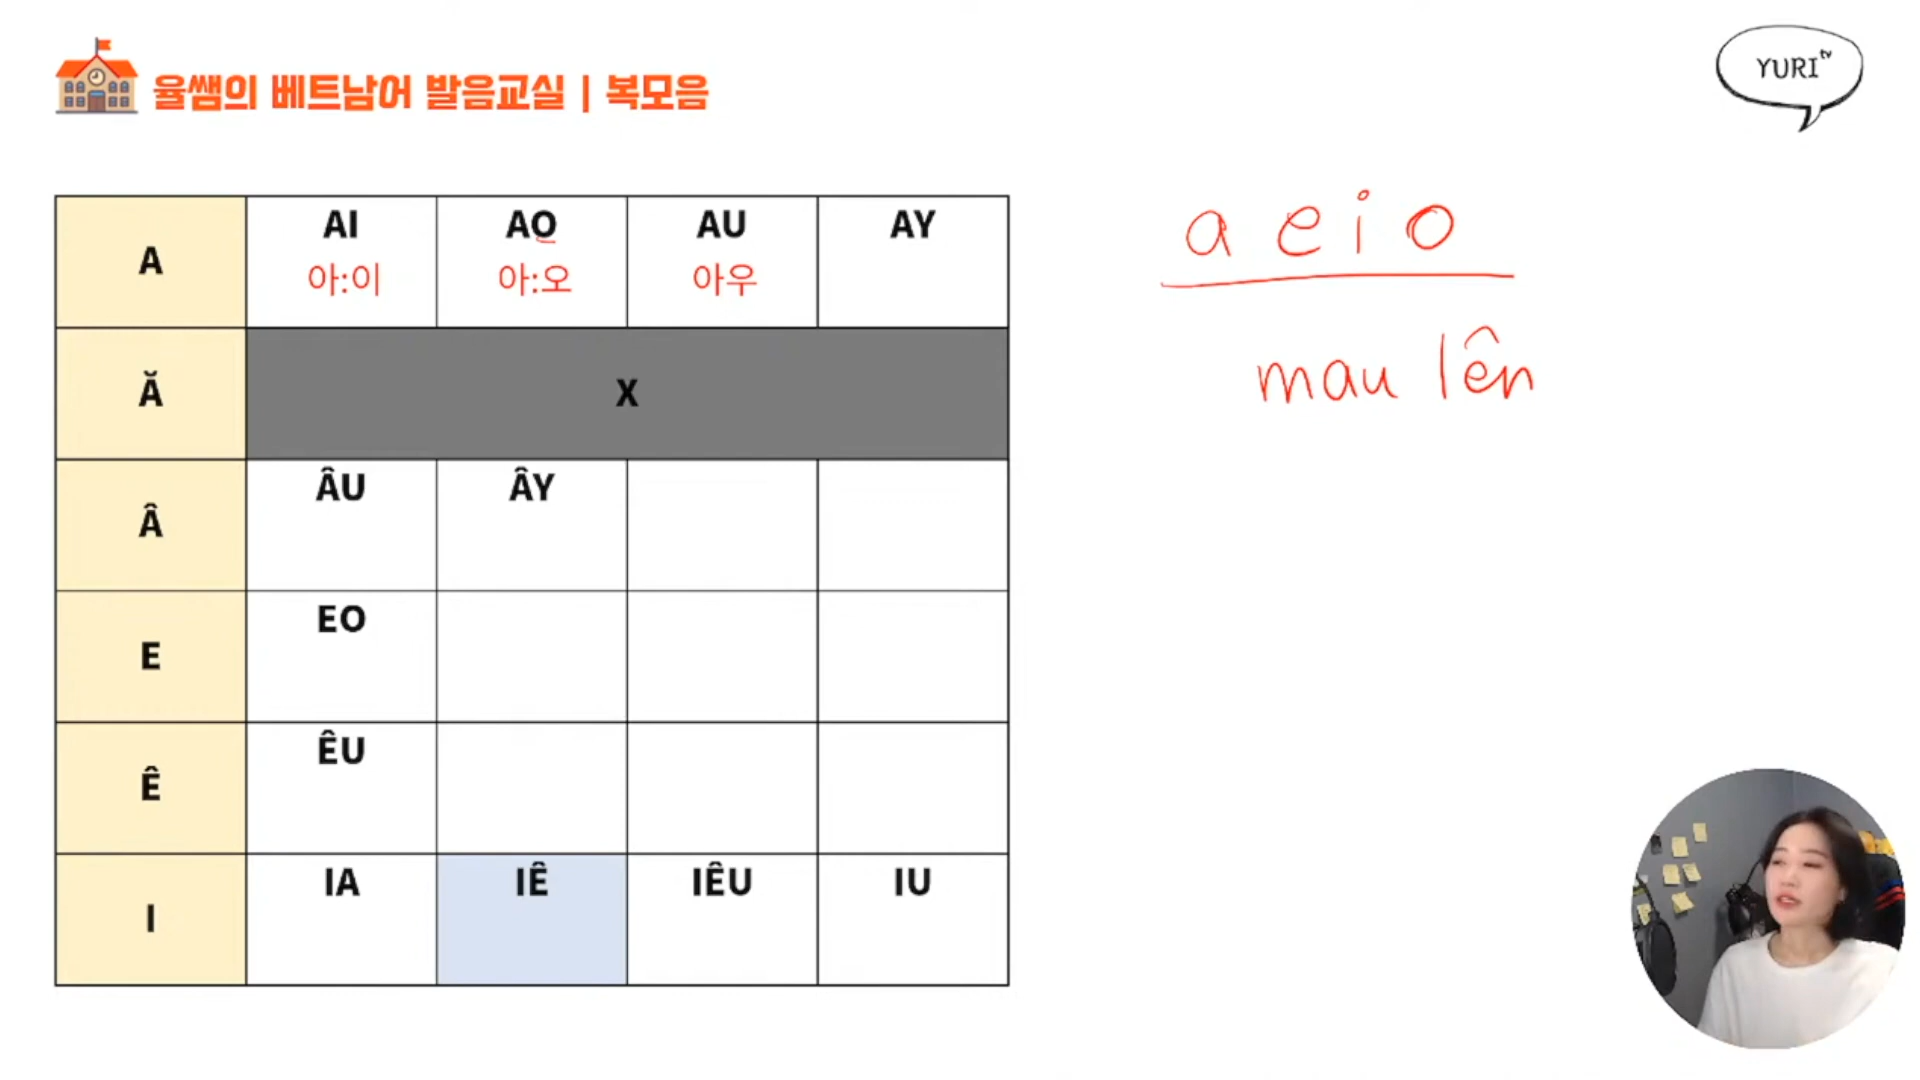 율쌤의 베트남어 발음교실 | 복모음
YURI tv
A AI AO AU AY
아:이 아:오 아우
Ă X
Â ÂU ÂY
E EO
Ê ÊU
I IA IÊ IÊU IU
a e i o
mau lên